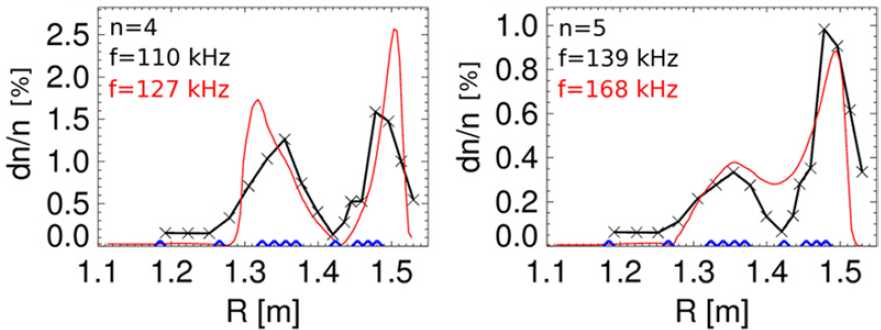 n=4
f=110 kHz
f=127 kHz
dn/n [%]
2.5
2.0
1.5
1.0
0.5
0.0
1.1 1.2 1.3 1.4 1.5
R [m]
n=5
f=139 kHz
f=168 kHz
dn/n [%]
1.0
0.8
0.6
0.4
0.2
0.0
1.1 1.2 1.3 1.4 1.5
R [m]